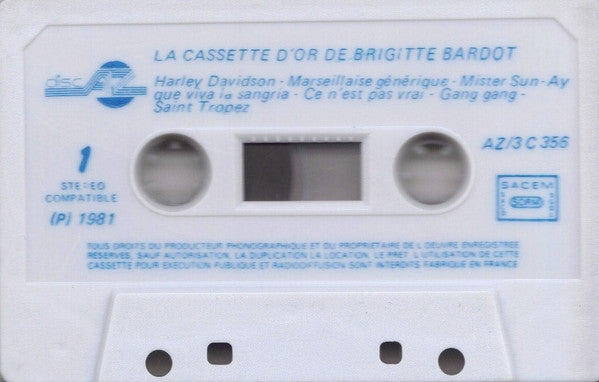 LA CASSETTE D'OR DE BRIGITTE BARDOT
disc AZ
Harley Davidson - Marseillaise générique - Mister Sun - Ay
que viva la sangria - Ce n'est pas vrai - Gang gang -
Saint Tropez
1
AZ/3 C 356
STEREO
COMPATIBLE
(P) 1981
SACEM
SDRM
TOUS DROITS DU PRODUCTEUR PHONOGRAPHIQUE ET DU PROPRIETAIRE DE L'OEUVRE ENREGISTREE
RESERVES, SAUF AUTORISATION, LA DUPLICATION LA LOCATION, LE PRET, L'UTILISATION DE CETTE
CASSETTE POUR EXECUTION PUBLIQUE ET RADIODIFFUSION SONT INTERDITS FABRIQUE EN FRANCE